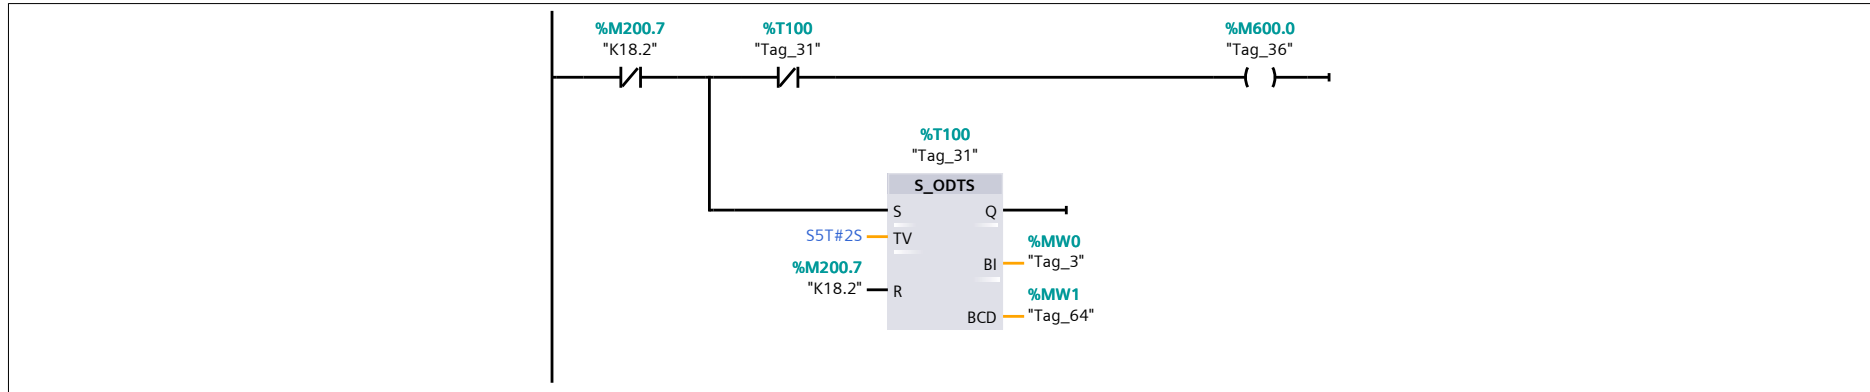 %M200.7 %T100 %M600.0
"K18.2" "Tag_31" "Tag_36"
%T100
"Tag_31"
S_ODTS
S Q
S5T#2S TV
%MW0
BI "Tag_3"
%M200.7
"K18.2" R
%MW1
BCD "Tag_64"